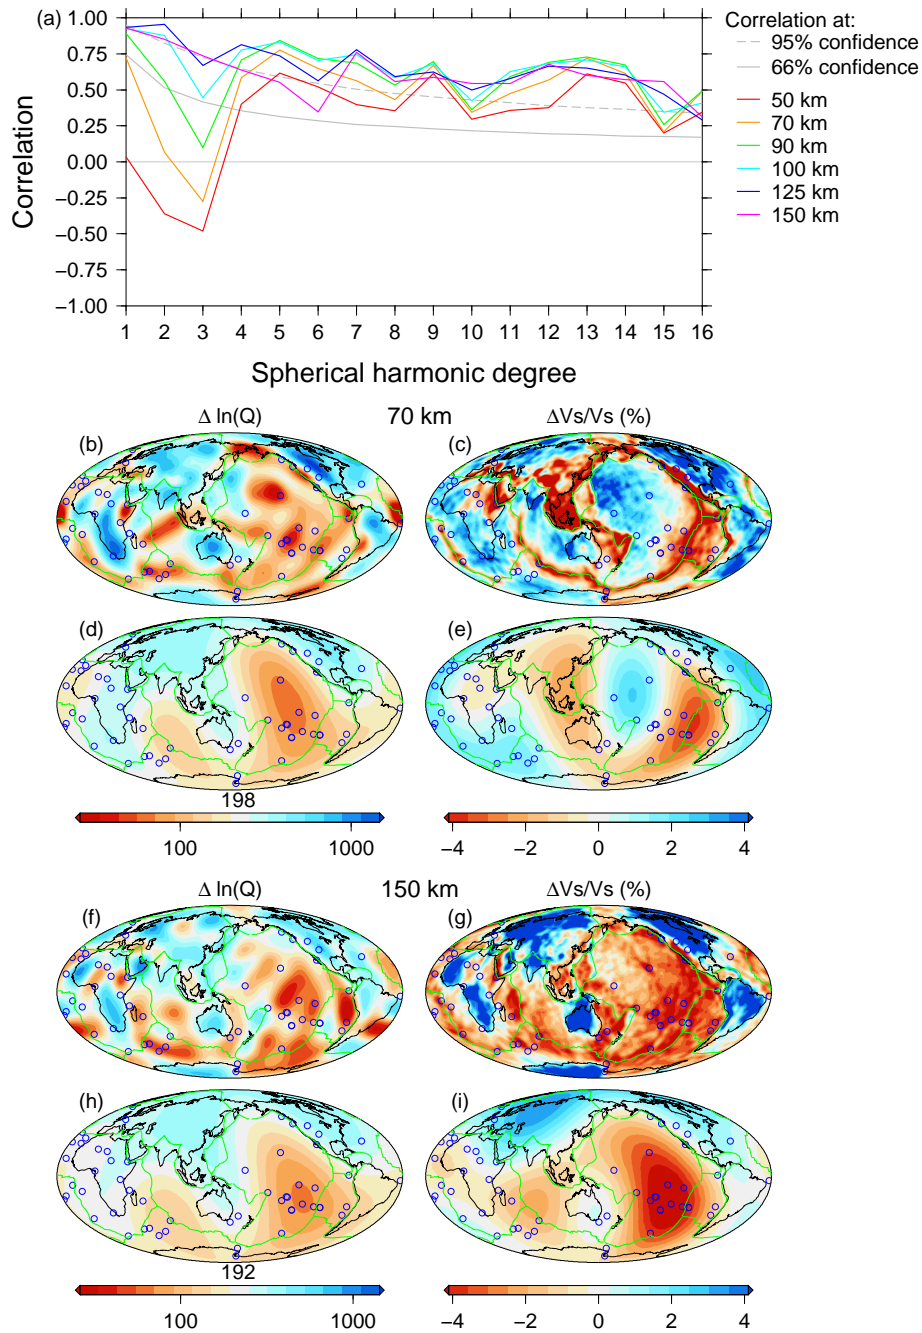 (a)
1.00
0.75
0.50
0.25
0.00
−0.25
−0.50
−0.75
−1.00
Correlation
1 2 3 4 5 6 7 8 9 10 11 12 13 14 15 16
Spherical harmonic degree
Correlation at:
95% confidence
66% confidence
50 km
70 km
90 km
100 km
125 km
150 km
Δ ln(Q) 70 km ΔVs/Vs (%)
(b) (c)
(d) (e)
198
100 1000
−4 −2 0 2 4
Δ ln(Q) 150 km ΔVs/Vs (%)
(f) (g)
(h) (i)
192
100 1000
−4 −2 0 2 4